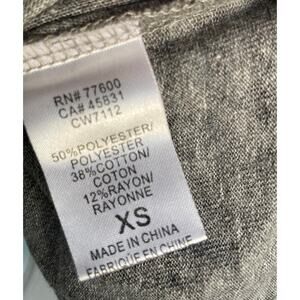 RN# 77600
CA# 45831
CW7112
50%POLYESTER/
POLYESTER
38%COTTON/
COTON
12%RAYON/
RAYONNE
XS
MADE IN CHINA
FABRIQUÉ EN CHINE